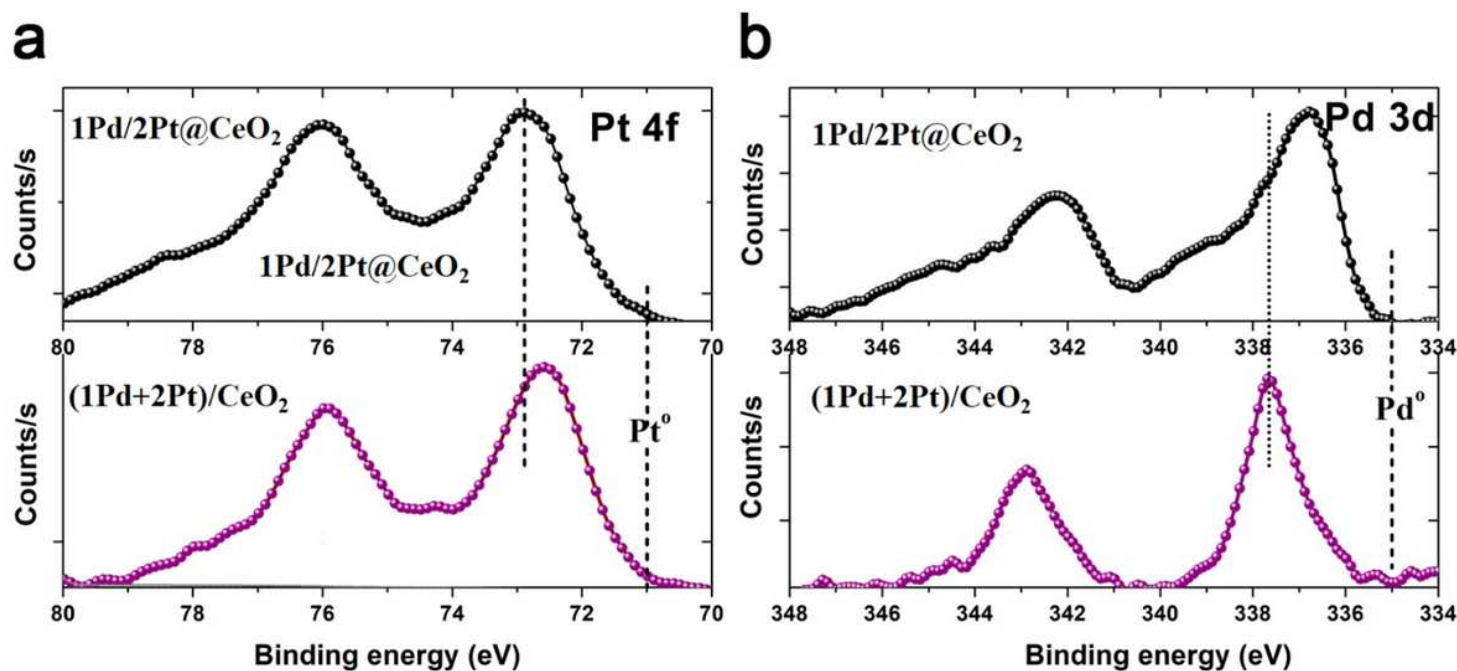 a
Counts/s
1Pd/2Pt@CeO₂
Pt 4f
1Pd/2Pt@CeO₂
80 78 76 74 72 70
Counts/s
(1Pd+2Pt)/CeO₂
Pt°
80 78 76 74 72 70
Binding energy (eV)
b
Counts/s
1Pd/2Pt@CeO₂
Pd 3d
348 346 344 342 340 338 336 334
Counts/s
(1Pd+2Pt)/CeO₂
Pd°
348 346 344 342 340 338 336 334
Binding energy (eV)